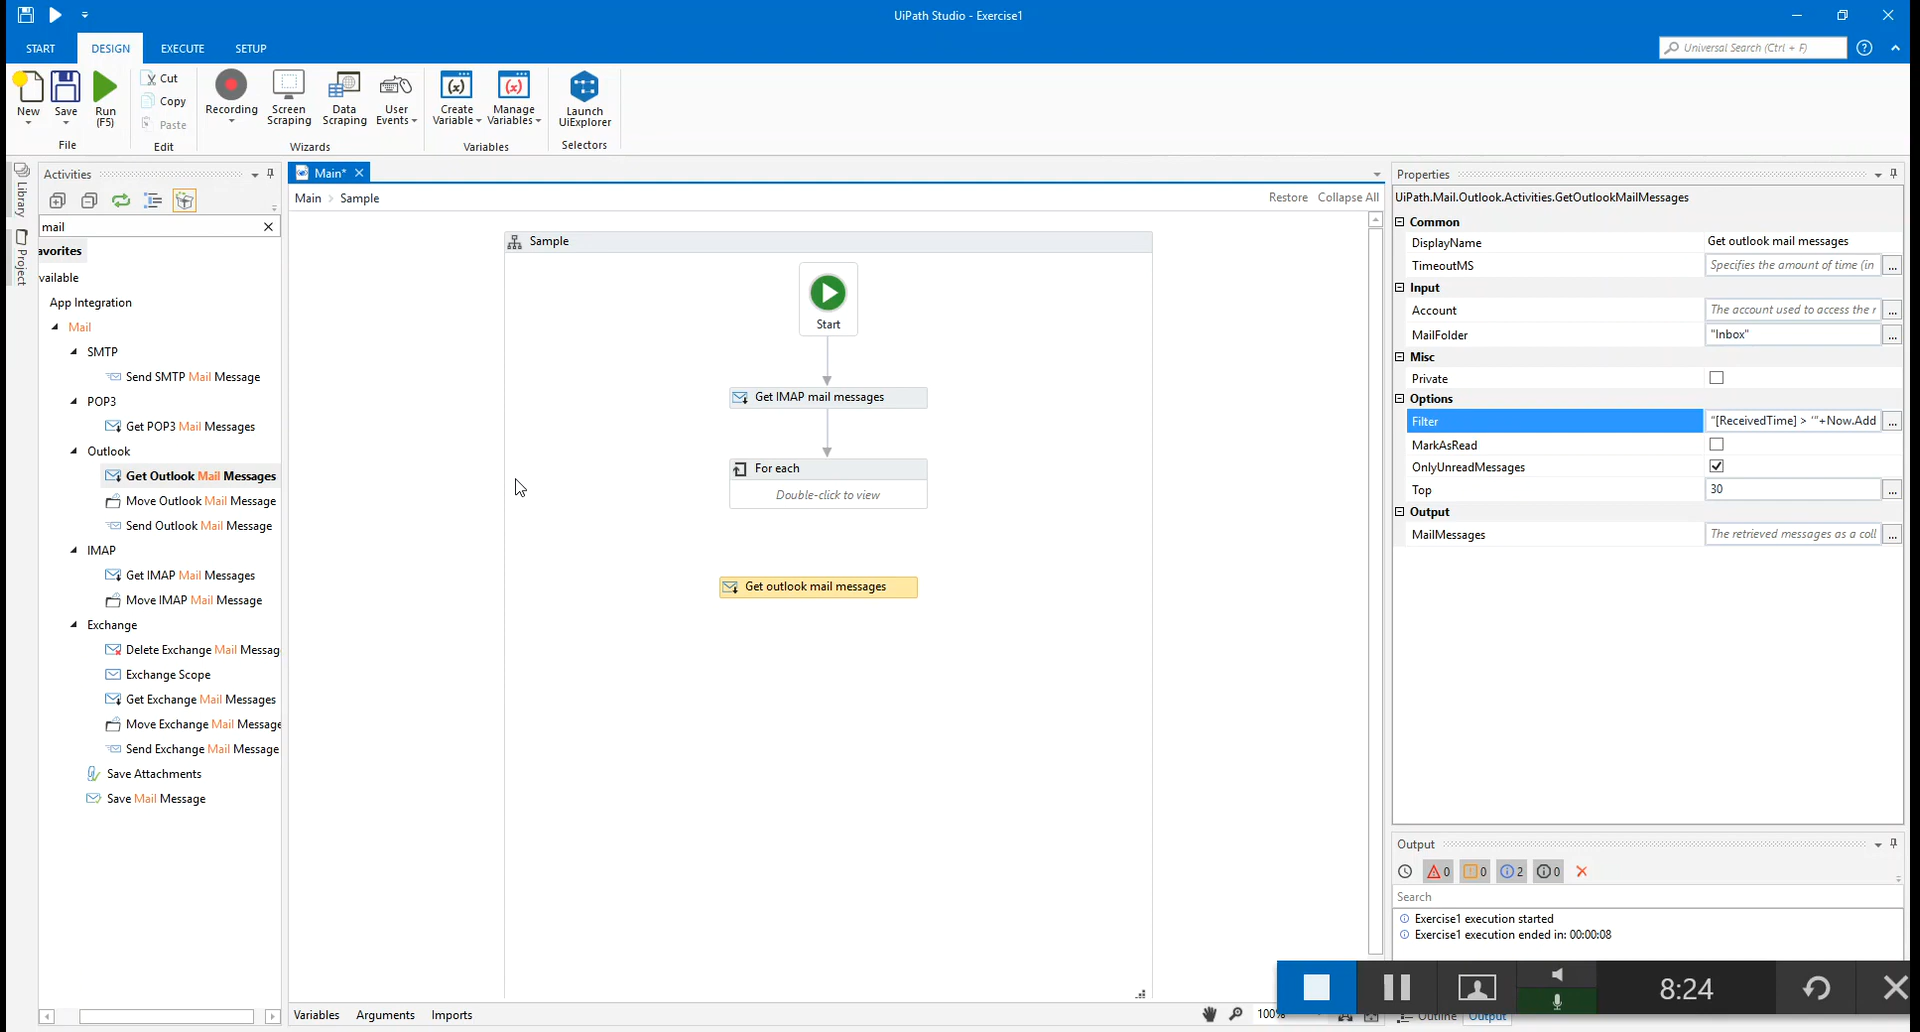 UiPath Studio - Exercise1
START DESIGN EXECUTE SETUP
Universal Search (Ctrl + F)
New
Save
Run
(F5)
File
Cut
Copy
Paste
Edit
Recording
Screen
Scraping
Data
Scraping
User
Events
Wizards
Create
Variable
Manage
Variables
Variables
Launch
UiExplorer
Selectors
Library
Project
Activities
mail
avorites
vailable
App Integration
Mail
SMTP
Send SMTP Mail Message
POP3
Get POP3 Mail Messages
Outlook
Get Outlook Mail Messages
Move Outlook Mail Message
Send Outlook Mail Message
IMAP
Get IMAP Mail Messages
Move IMAP Mail Message
Exchange
Delete Exchange Mail Messag
Exchange Scope
Get Exchange Mail Messages
Move Exchange Mail Message
Send Exchange Mail Message
Save Attachments
Save Mail Message
Main*
Main > Sample
Restore Collapse All
Sample
Start
Get IMAP mail messages
For each
Double-click to view
Get outlook mail messages
Variables Arguments Imports
100%
Properties
UiPath.Mail.Outlook.Activities.GetOutlookMailMessages
Common
DisplayName Get outlook mail messages
TimeoutMS Specifies the amount of time (in ...
Input
Account The account used to access the r ...
MailFolder "Inbox" ...
Misc
Private
Options
Filter "[ReceivedTime] > '"+Now.Add ...
MarkAsRead
OnlyUnreadMessages
Top 30 ...
Output
MailMessages The retrieved messages as a coll ...
Output
0 0 2 0
Search
Exercise1 execution started
Exercise1 execution ended in: 00:00:08
8:24
Outline Output